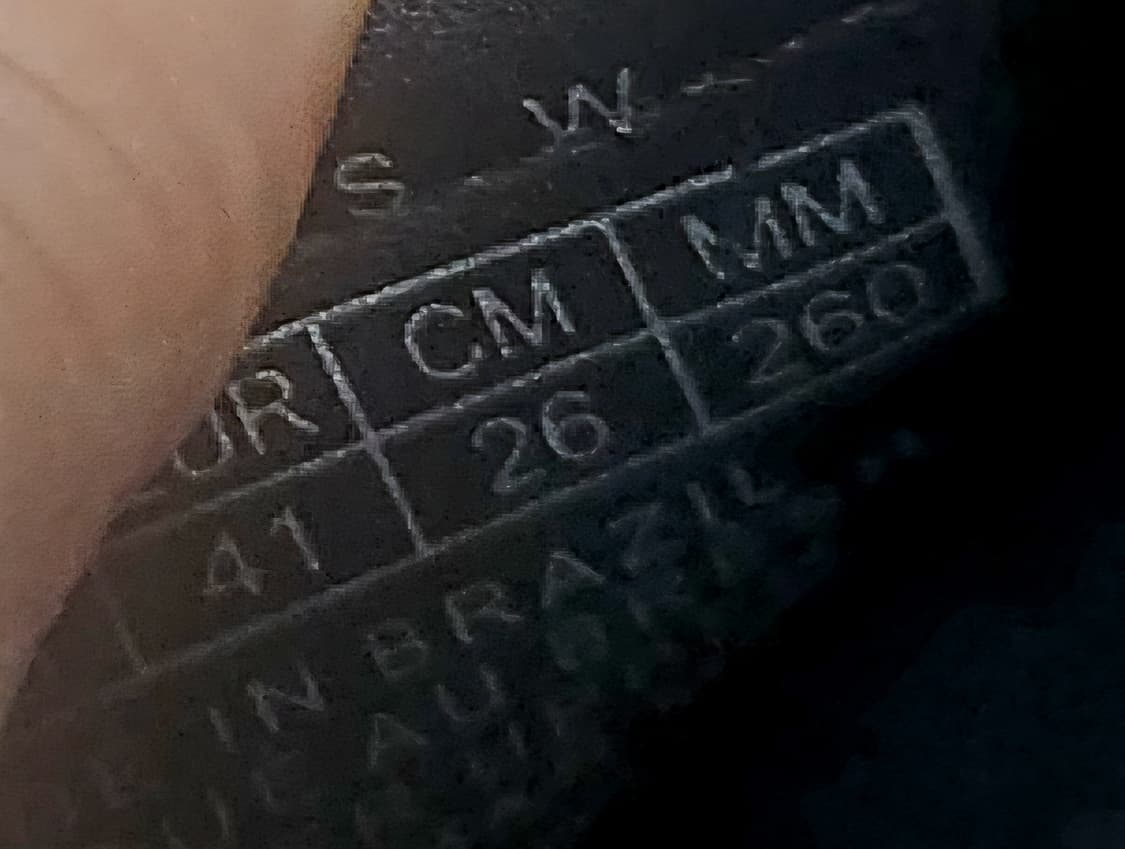 S W
UR CM MM
41 26 260
IN BRAZIL